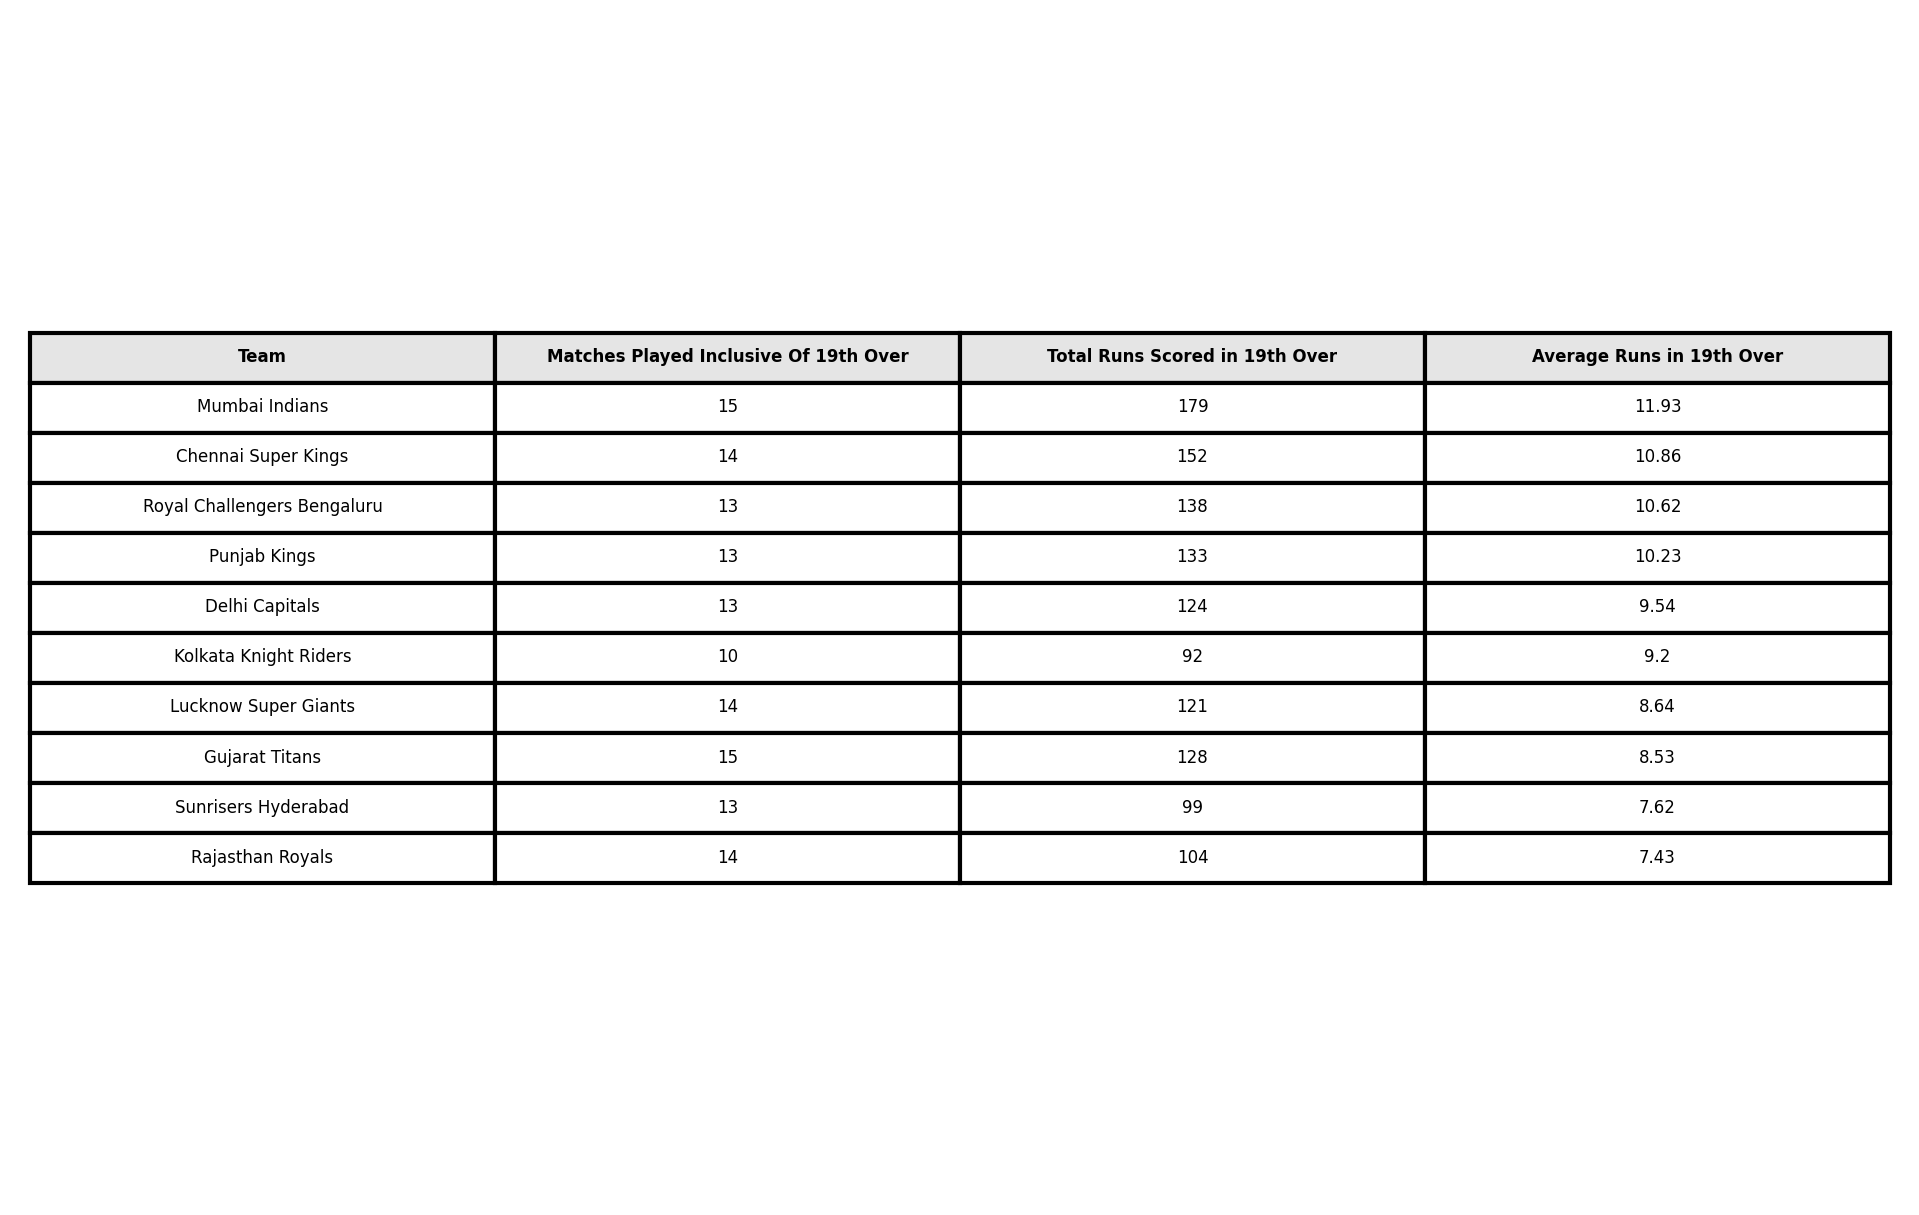 Team Matches Played Inclusive Of 19th Over Total Runs Scored in 19th Over Average Runs in 19th Over
Mumbai Indians 15 179 11.93
Chennai Super Kings 14 152 10.86
Royal Challengers Bengaluru 13 138 10.62
Punjab Kings 13 133 10.23
Delhi Capitals 13 124 9.54
Kolkata Knight Riders 10 92 9.2
Lucknow Super Giants 14 121 8.64
Gujarat Titans 15 128 8.53
Sunrisers Hyderabad 13 99 7.62
Rajasthan Royals 14 104 7.43